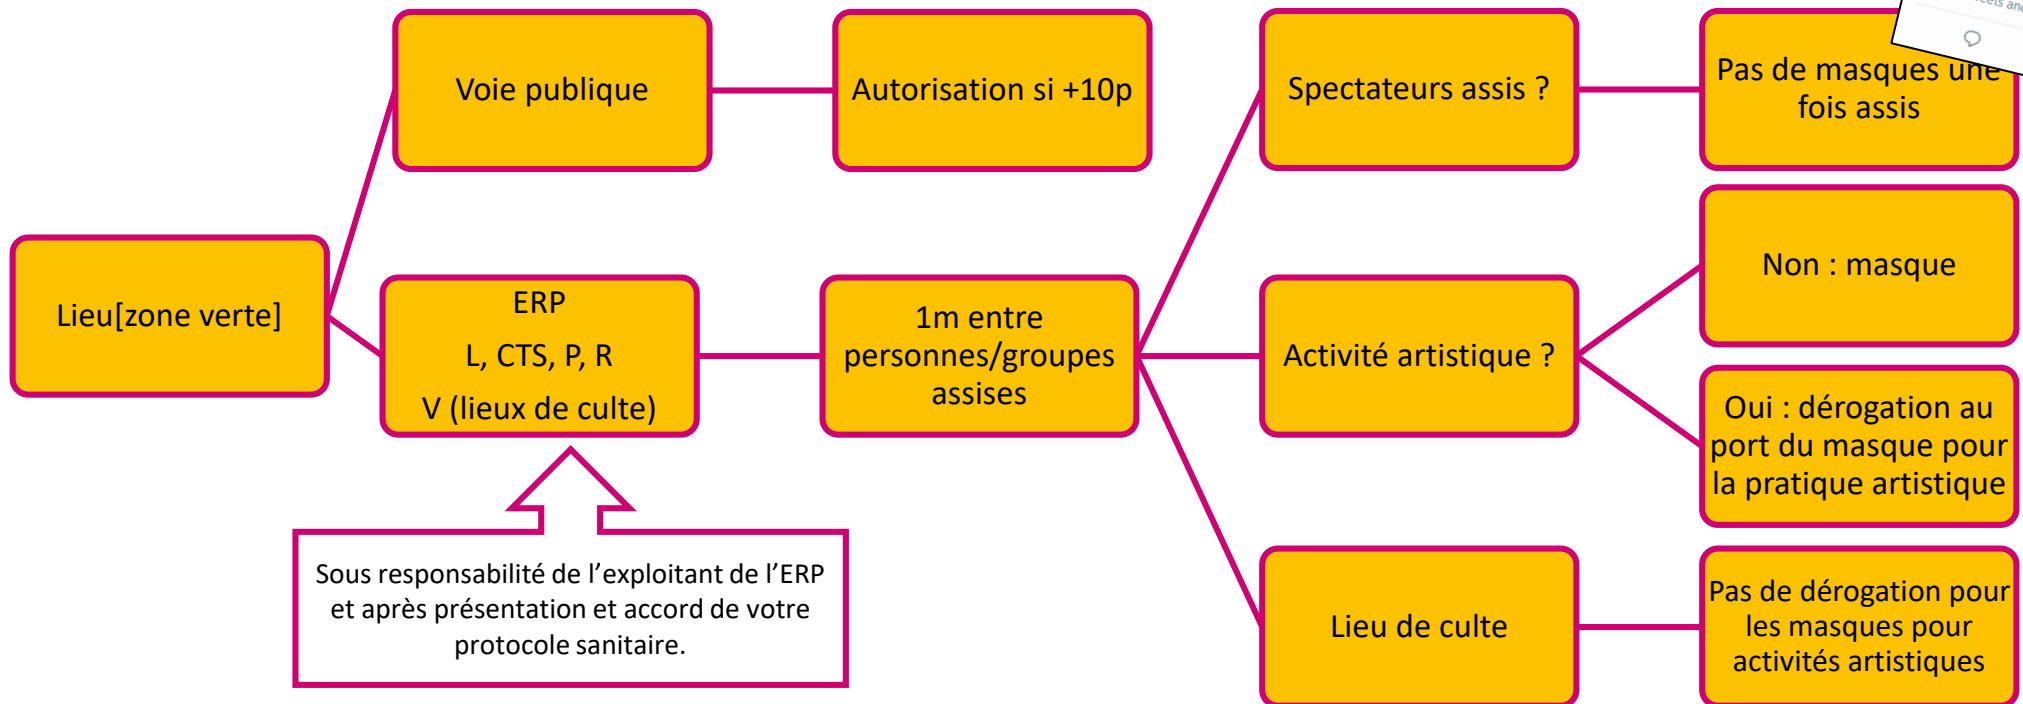 Voie publique
Autorisation si +10p
Spectateurs assis ?
Pas de masques une
fois assis
Lieu[zone verte]
ERP
L, CTS, P, R
V (lieux de culte)
1m entre
personnes/groupes
assises
Activité artistique ?
Non : masque
Oui : dérogation au
port du masque pour
la pratique artistique
Sous responsabilité de l’exploitant de l’ERP
et après présentation et accord de votre
protocole sanitaire.
Lieu de culte
Pas de dérogation pour
les masques pour
activités artistiques